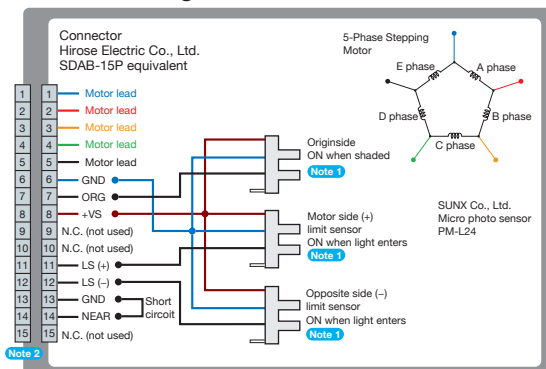 Connector
Hirose Electric Co., Ltd.
SDAB-15P equivalent
5-Phase Stepping
Motor
E phase
A phase
D phase
B phase
C phase
1 1 Motor lead
2 2 Motor lead
3 3 Motor lead
4 4 Motor lead
5 5 Motor lead
6 6 GND
7 7 ORG
8 8 +VS
9 9 N.C. (not used)
10 10 N.C. (not used)
11 11 LS (+)
12 12 LS (−)
13 13 GND
14 14 NEAR
15 15 N.C. (not used)
Short
circoit
Note 2
Originside
ON when shaded
Note 1
Motor side (+)
limit sensor
ON when light enters
Note 1
Opposite side (−)
limit sensor
ON when light enters
Note 1
SUNX Co., Ltd.
Micro photo sensor
PM-L24